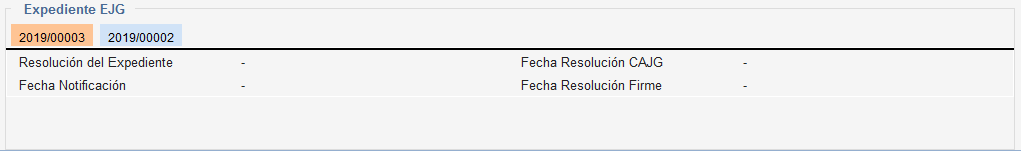 Expediente EJG
2019/00003 2019/00002
Resolución del Expediente - Fecha Resolución CAJG -
Fecha Notificación - Fecha Resolución Firme -